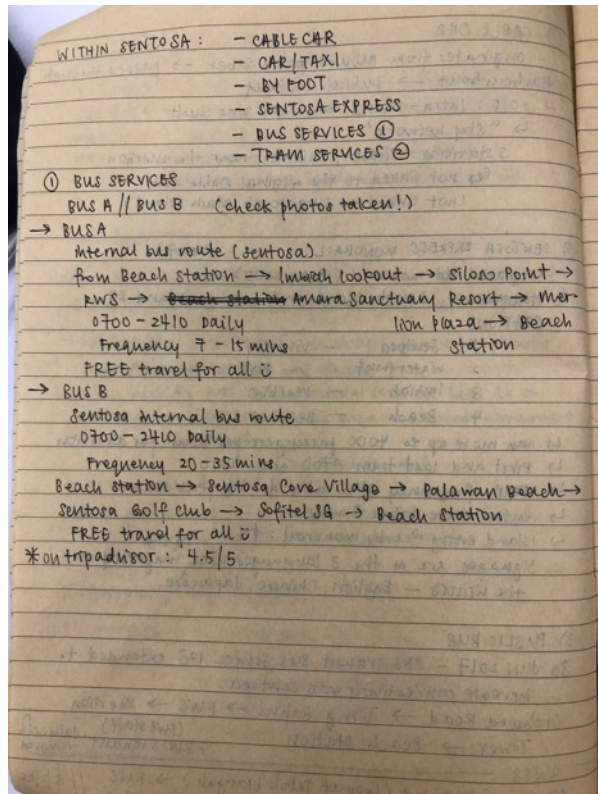 WITHIN SENTOSA : - CABLE CAR
- CAR/TAXI
- BY FOOT
- SENTOSA EXPRESS
- BUS SERVICES ①
- TRAM SERVICES ②
① BUS SERVICES
BUS A // BUS B (check photos taken!)
→ BUS A
internal bus route (sentosa)
from Beach station → Imbiah lookout → Siloso Point →
RWS → Beach station Amara Sanctuary Resort → Mer-
0700 - 2410 Daily lion plaza → Beach
Frequency 7 - 15 mins station
FREE travel for all
→ BUS B
Sentosa internal bus route
0700 - 2410 Daily
Frequency 20 - 35 mins
Beach station → Sentosa Cove Village → Palawan Beach →
Sentosa Golf Club → Sofitel SG → Beach Station
FREE travel for all
* on tripadvisor : 4.5/5